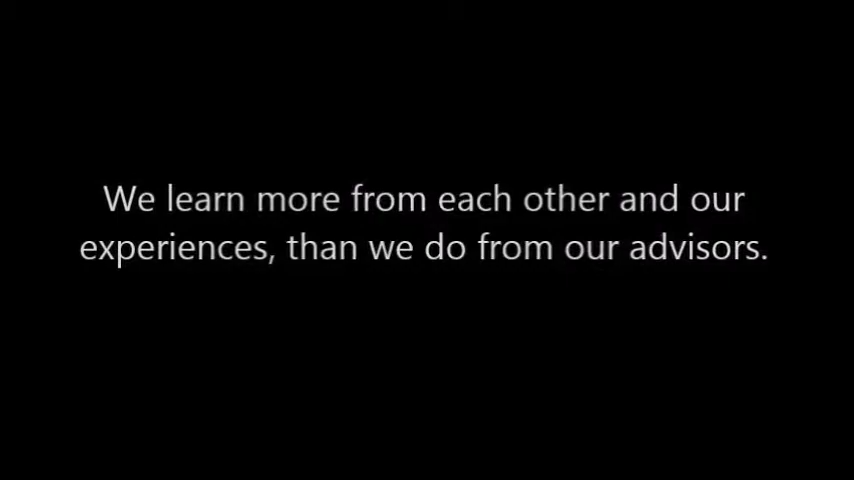 We learn more from each other and our
experiences, than we do from our advisors.